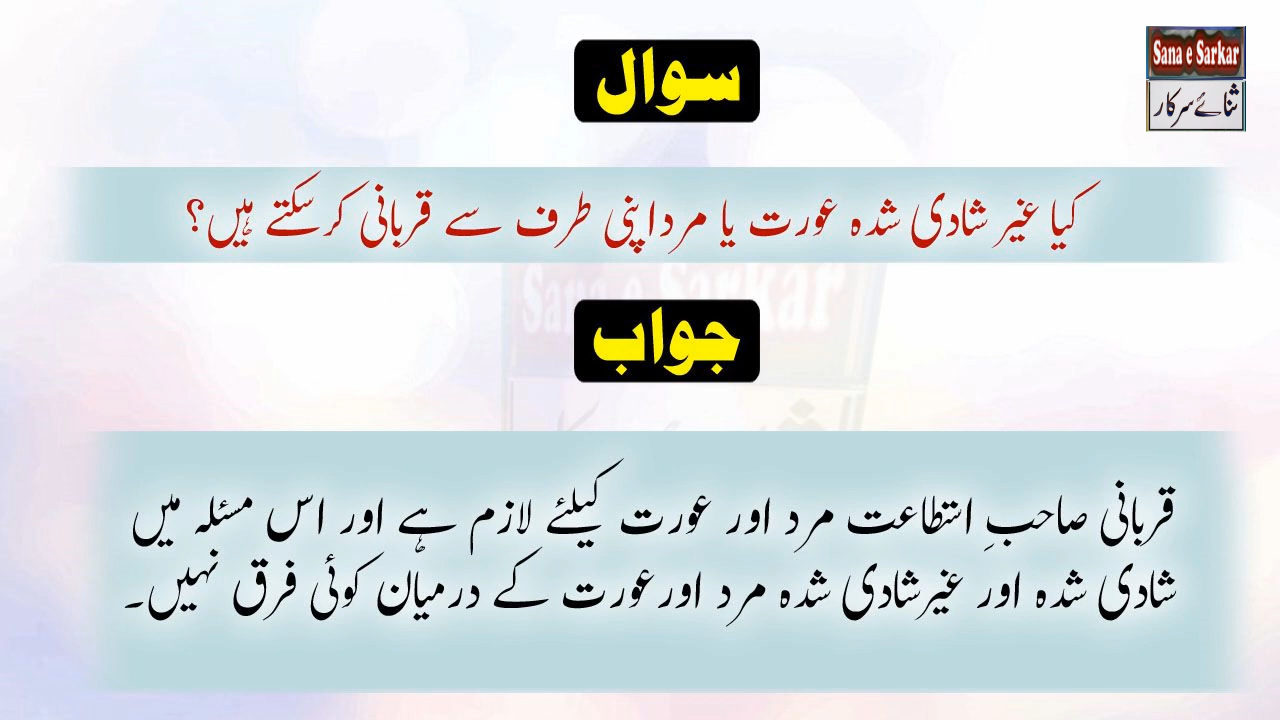 Sana e Sarkar
ثنائے سرکار
سوال
کیا غیر شادی شدہ عورت یا مرد اپنی طرف سے قربانی کرسکتے ہیں؟
جواب
قربانی صاحبِ استطاعت مرد اور عورت کیلئے لازم ہے اور اس مسئلہ میں
شادی شدہ اور غیر شادی شدہ مرد اور عورت کے درمیان کوئی فرق نہیں۔